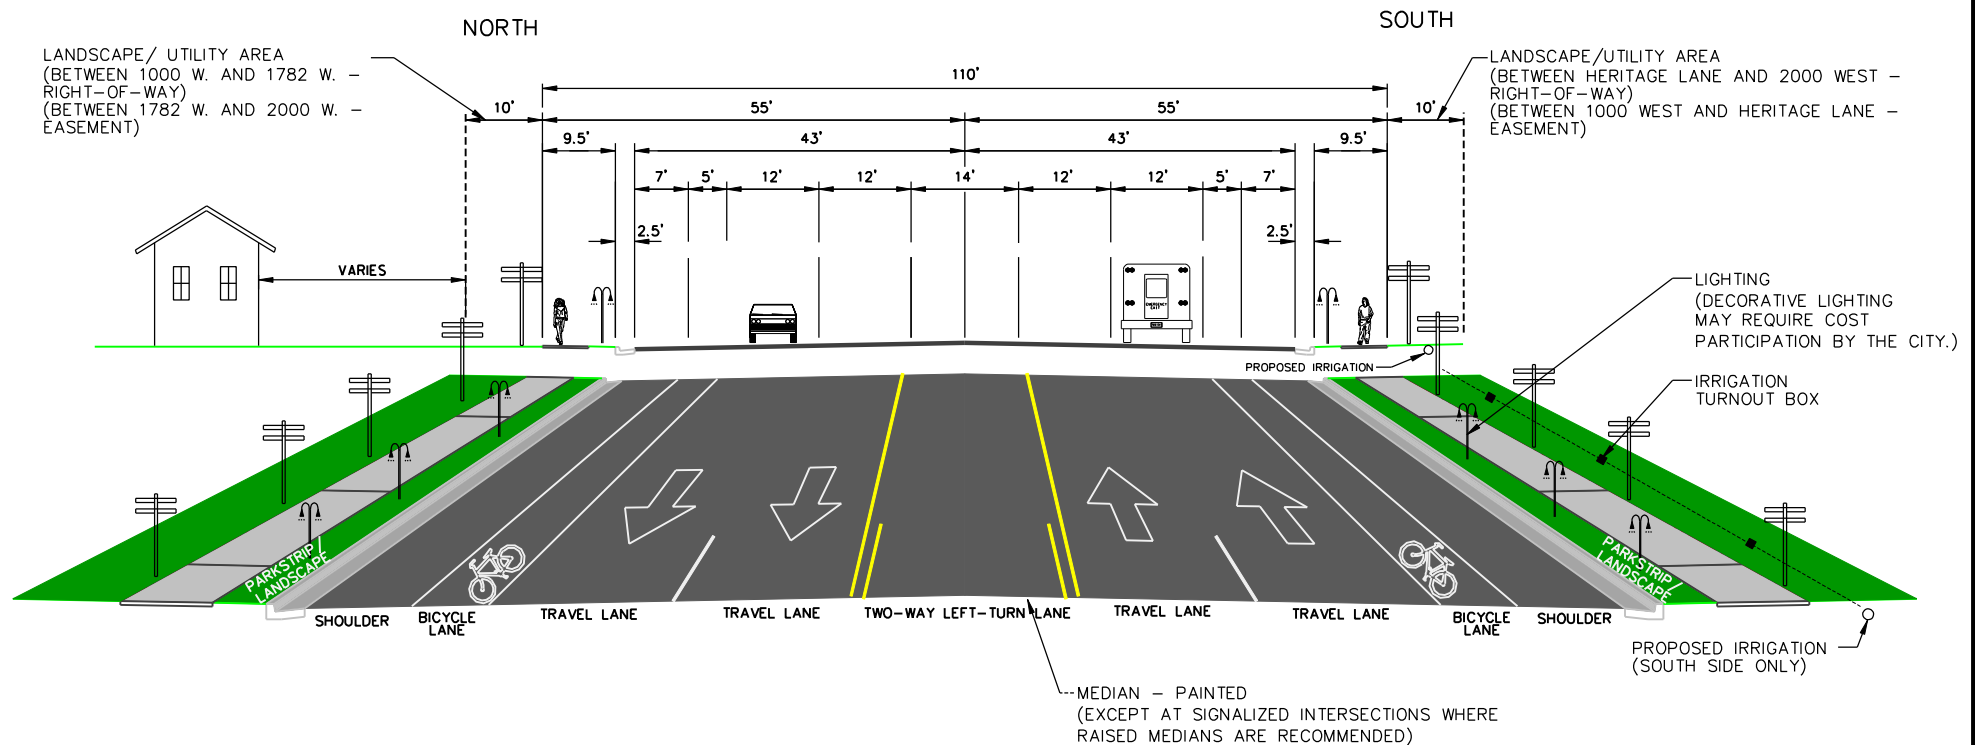 NORTH
SOUTH
LANDSCAPE/ UTILITY AREA
(BETWEEN 1000 W. AND 1782 W. –
RIGHT–OF–WAY)
(BETWEEN 1782 W. AND 2000 W. –
EASEMENT)
LANDSCAPE/UTILITY AREA
(BETWEEN HERITAGE LANE AND 2000 WEST –
RIGHT–OF–WAY)
(BETWEEN 1000 WEST AND HERITAGE LANE –
EASEMENT)
110'
10' 55' 55' 10'
9.5' 43' 43' 9.5'
7' 5' 12' 12' 14' 12' 12' 5' 7'
2.5' 2.5'
VARIES
EMERGENCY
EXIT
LIGHTING
(DECORATIVE LIGHTING
MAY REQUIRE COST
PARTICIPATION BY THE CITY.)
PROPOSED IRRIGATION
IRRIGATION
TURNOUT BOX
PARKSTRIP/
LANDSCAPE
PARKSTRIP/
LANDSCAPE
SHOULDER
BICYCLE
LANE
TRAVEL LANE
TRAVEL LANE
TWO–WAY LEFT–TURN LANE
TRAVEL LANE
TRAVEL LANE
BICYCLE
LANE
SHOULDER
PROPOSED IRRIGATION
(SOUTH SIDE ONLY)
MEDIAN – PAINTED
(EXCEPT AT SIGNALIZED INTERSECTIONS WHERE
RAISED MEDIANS ARE RECOMMENDED)